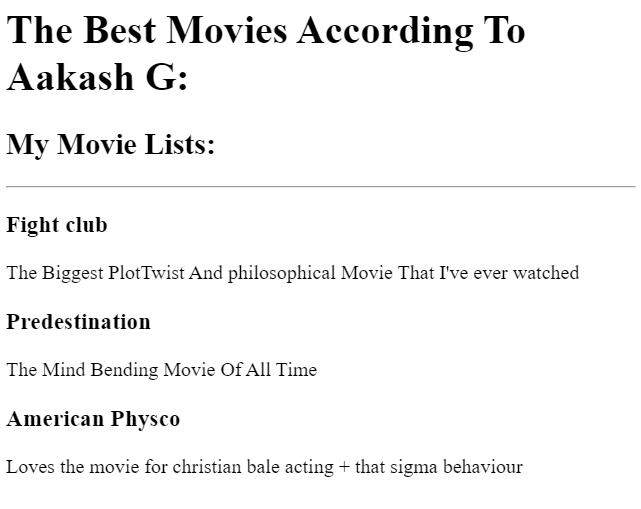 The Best Movies According To
Aakash G:
My Movie Lists:
Fight club
The Biggest PlotTwist And philosophical Movie That I've ever watched
Predestination
The Mind Bending Movie Of All Time
American Physco
Loves the movie for christian bale acting + that sigma behaviour